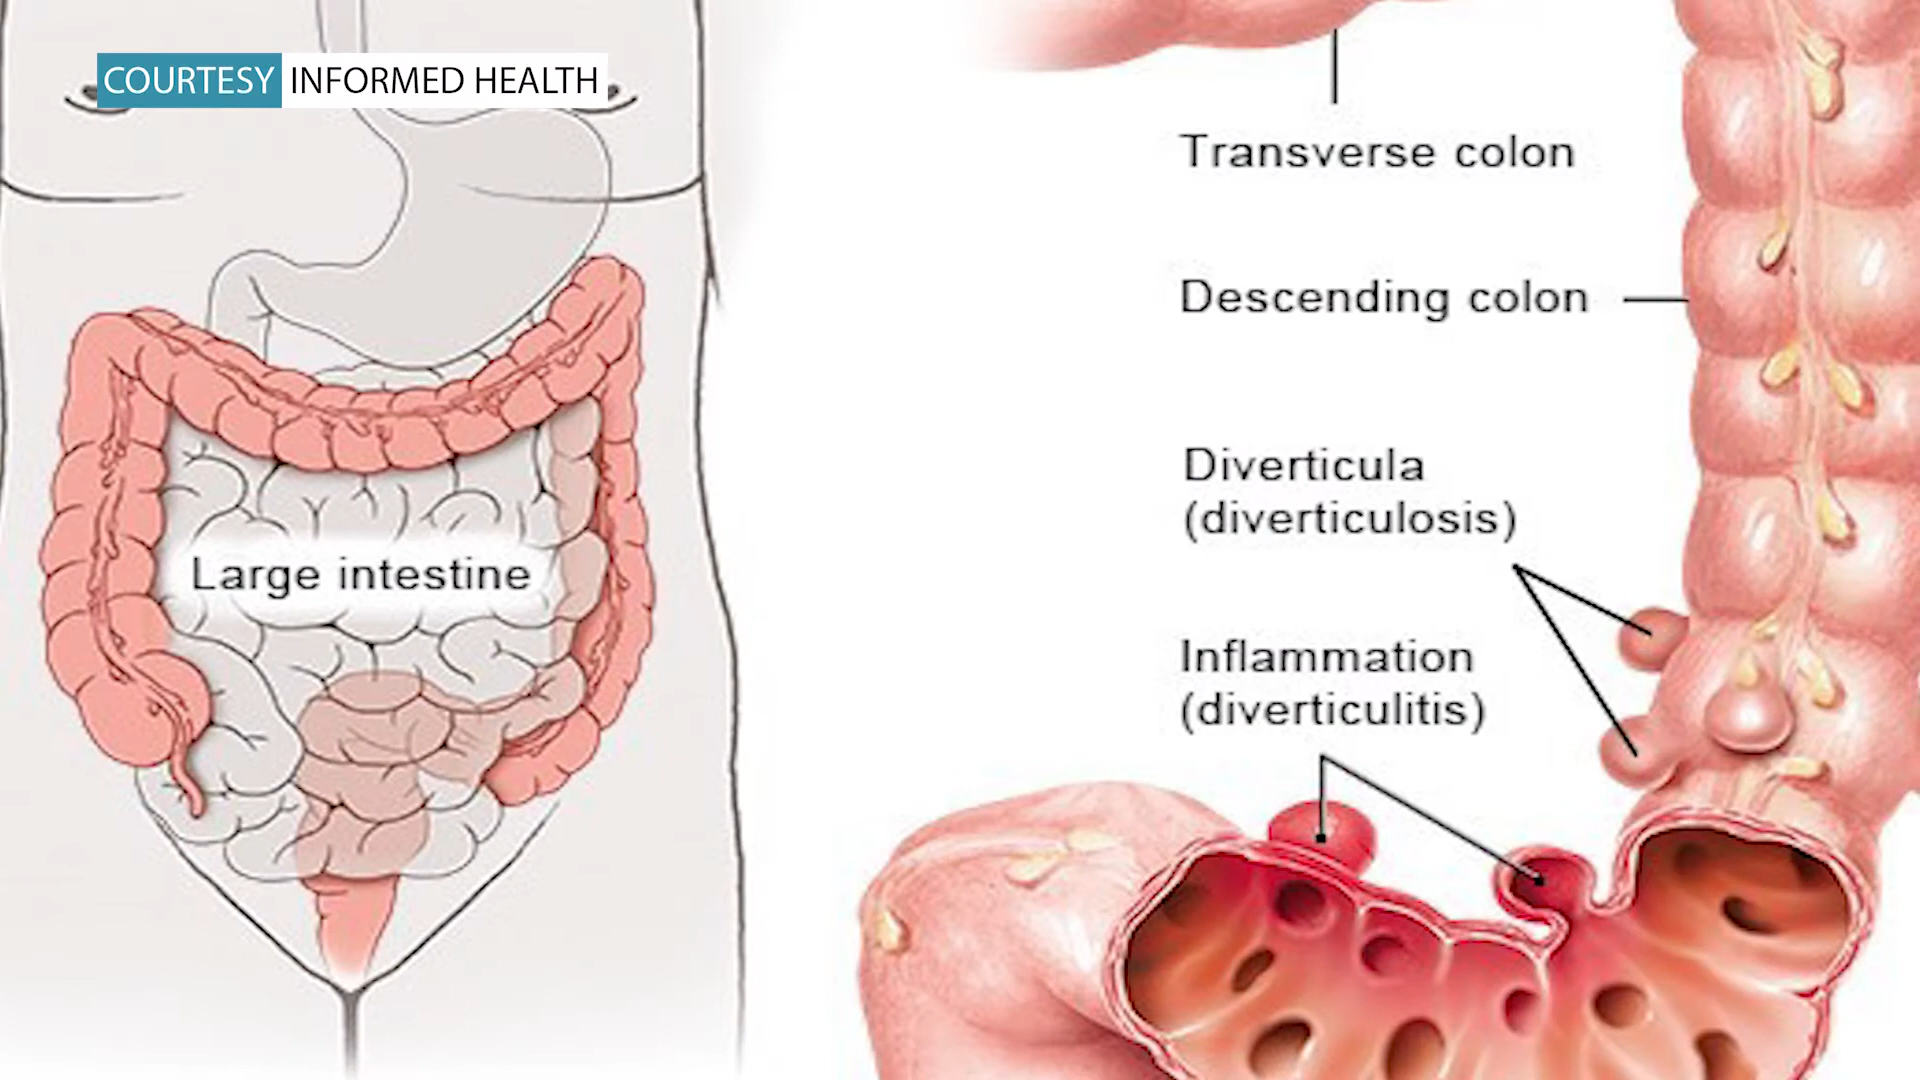 COURTESY INFORMED HEALTH
Large intestine
Transverse colon
Descending colon
Diverticula
(diverticulosis)
Inflammation
(diverticulitis)